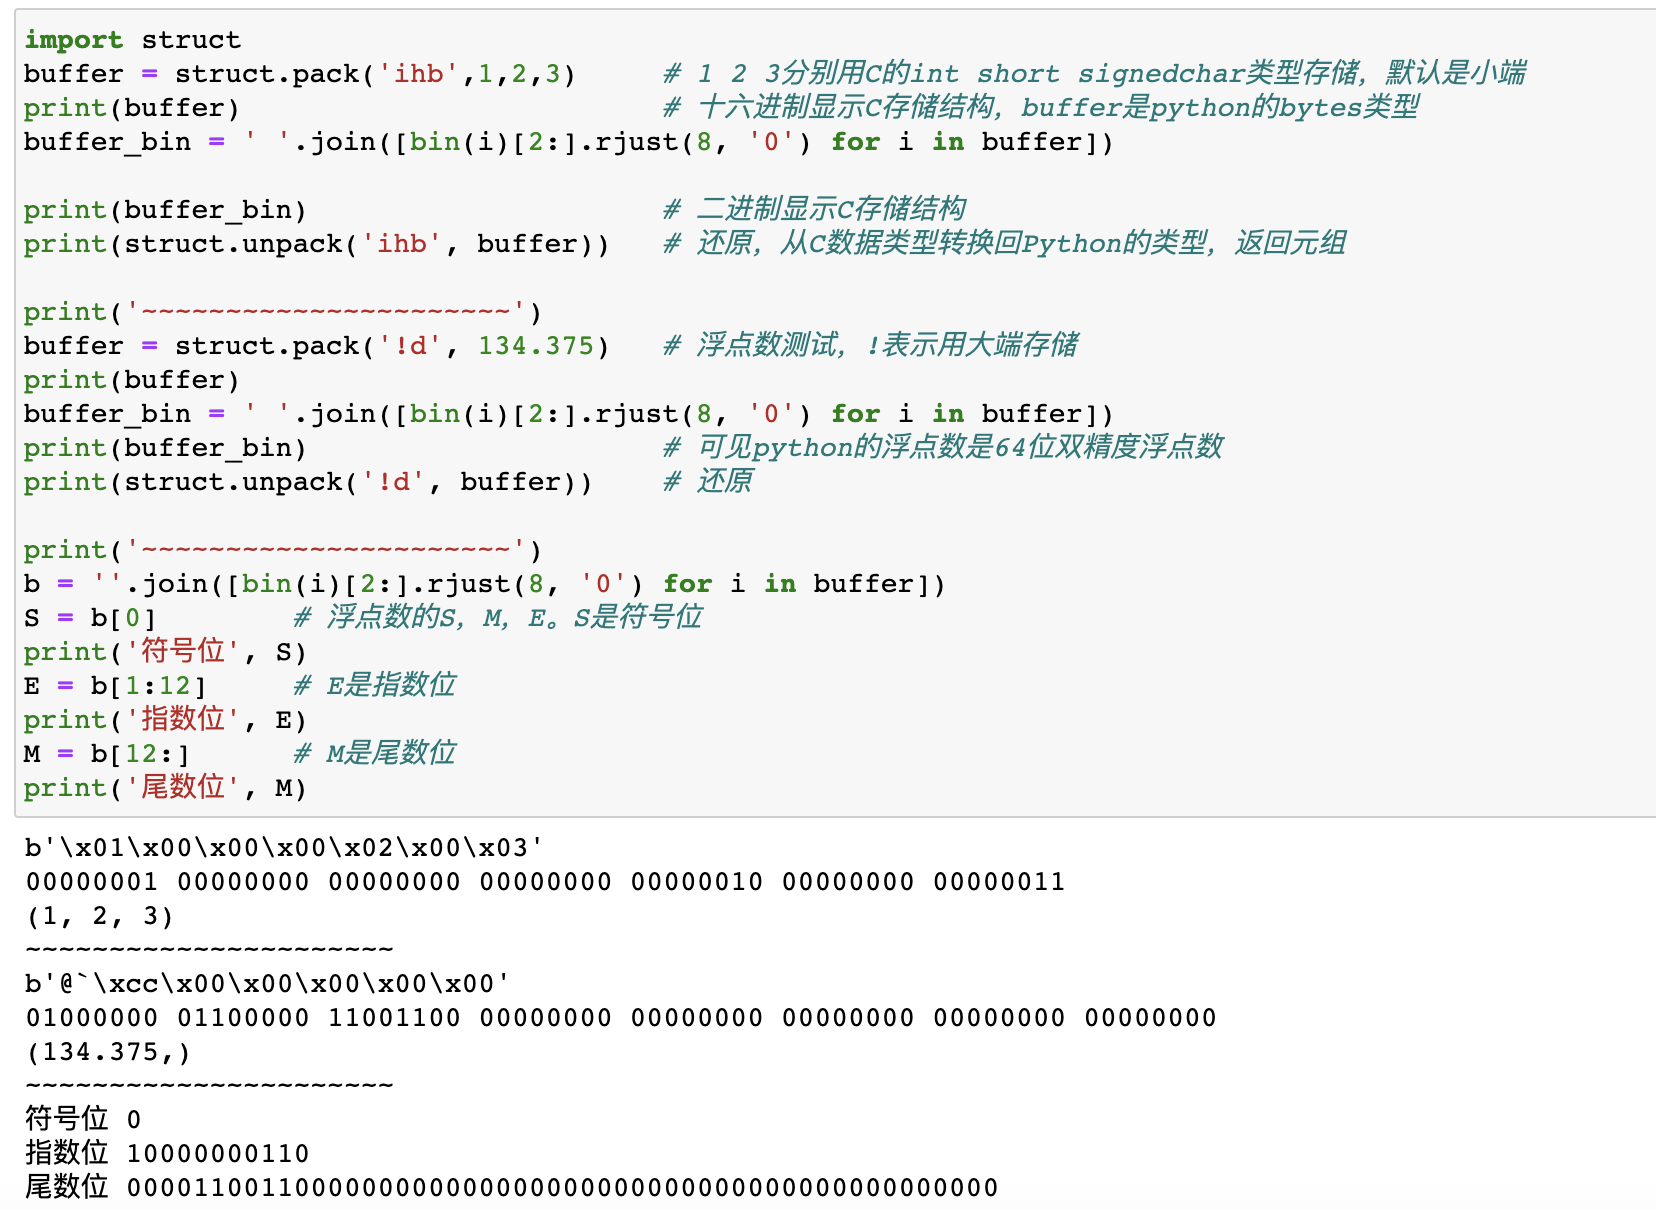 import struct
buffer = struct.pack('ihb',1,2,3)     # 1 2 3分别用C的int short signedchar类型存储，默认是小端
print(buffer)                         # 十六进制显示C存储结构，buffer是python的bytes类型
buffer_bin = ' '.join([bin(i)[2:].rjust(8, '0') for i in buffer])
print(buffer_bin)                     # 二进制显示C存储结构
print(struct.unpack('ihb', buffer))   # 还原，从C数据类型转换回Python的类型，返回元组
print('~~~~~~~~~~~~~~~~~~~~~~')
buffer = struct.pack('!d', 134.375)   # 浮点数测试，!表示用大端存储
print(buffer)
buffer_bin = ' '.join([bin(i)[2:].rjust(8, '0') for i in buffer])
print(buffer_bin)                     # 可见python的浮点数是64位双精度浮点数
print(struct.unpack('!d', buffer))    # 还原
print('~~~~~~~~~~~~~~~~~~~~~~')
b = ''.join([bin(i)[2:].rjust(8, '0') for i in buffer])
S = b[0]        # 浮点数的S，M，E。S是符号位
print('符号位', S)
E = b[1:12]     # E是指数位
print('指数位', E)
M = b[12:]      # M是尾数位
print('尾数位', M)
b'\x01\x00\x00\x00\x02\x00\x03'
00000001 00000000 00000000 00000000 00000010 00000000 00000011
(1, 2, 3)
~~~~~~~~~~~~~~~~~~~~~~
b'@`\xcc\x00\x00\x00\x00\x00'
01000000 01100000 11001100 00000000 00000000 00000000 00000000 00000000
(134.375,)
~~~~~~~~~~~~~~~~~~~~~~
符号位 0
指数位 10000000110
尾数位 0000110011000000000000000000000000000000000000000000